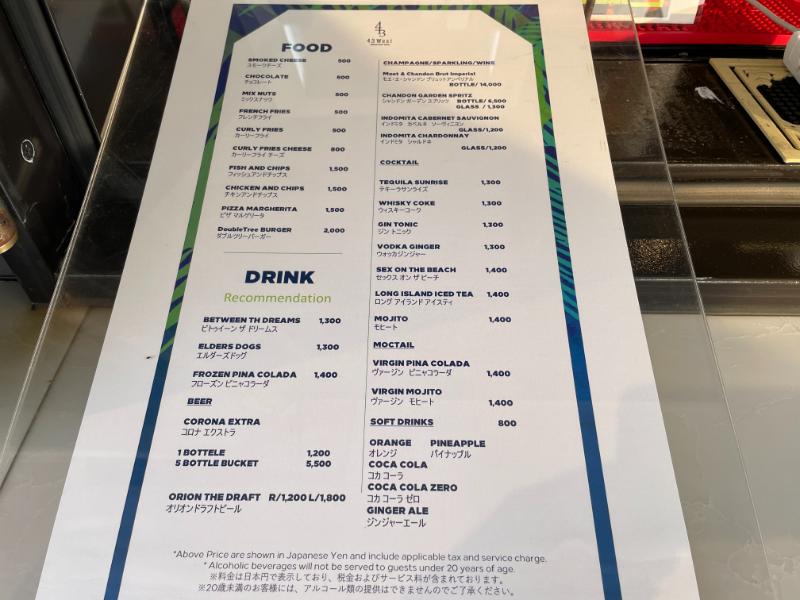 43
43West
FOOD
SMOKED CHEESE 500
スモークチーズ
CHOCOLATE 500
チョコレート
MIX NUTS 500
ミックスナッツ
FRENCH FRIES 500
フレンチフライ
CURLY FRIES 500
カーリーフライ
CURLY FRIES CHEESE 800
カーリーフライ チーズ
FISH AND CHIPS 1,500
フィッシュアンドチップス
CHICKEN AND CHIPS 1,500
チキンアンドチップス
PIZZA MARGHERITA 1,500
ピザ マルゲリータ
DoubleTree BURGER 2,000
ダブルツリーバーガー
DRINK
Recommendation
BETWEEN TH DREAMS 1,300
ビトゥイーン ザ ドリームス
ELDERS DOGS 1,300
エルダーズドッグ
FROZEN PINA COLADA 1,400
フローズン ピニャコラーダ
BEER
CORONA EXTRA
コロナ エクストラ
1 BOTTELE 1,200
5 BOTTLE BUCKET 5,500
ORION THE DRAFT R/1,200 L/1,800
オリオンドラフトビール
CHAMPAGNE/SPARKLING/WINE
Moet & Chandon Brut Imperial
モエ・エ・シャンドン ブリュットアンペリアル
BOTTLE/ 14,000
CHANDON GARDEN SPRITZ
シャンドン ガーデン スプリッツ BOTTLE/ 6,500
GLASS / 1,300
INDOMITA CABERNET SAUVIGNON
インドミタ カベルネ・ソーヴィニヨン
GLASS/1,200
INDOMITA CHARDONNAY
インドミタ シャルドネ
GLASS/1,200
COCKTAIL
TEQUILA SUNRISE 1,300
テキーラサンライズ
WHISKY COKE 1,300
ウィスキーコーク
GIN TONIC 1,300
ジン トニック
VODKA GINGER 1,300
ウォッカジンジャー
SEX ON THE BEACH 1,400
セックス オン ザ ビーチ
LONG ISLAND ICED TEA 1,400
ロング アイランド アイスティ
MOJITO 1,400
モヒート
MOCTAIL
VIRGIN PINA COLADA
ヴァージン ピニャコラーダ 1,400
VIRGIN MOJITO
ヴァージン モヒート 1,400
SOFT DRINKS 800
ORANGE PINEAPPLE
オレンジ パイナップル
COCA COLA
コカ コーラ
COCA COLA ZERO
コカ コーラ ゼロ
GINGER ALE
ジンジャーエール
*Above Price are shown in Japanese Yen and include applicable tax and service charge.
* Alcoholic beverages will not be served to guests under 20 years of age.
※料金は日本円で表示しており、税金およびサービス料が含まれております。
※20歳未満のお客様には、アルコール類の提供はできませんのでご了承ください。